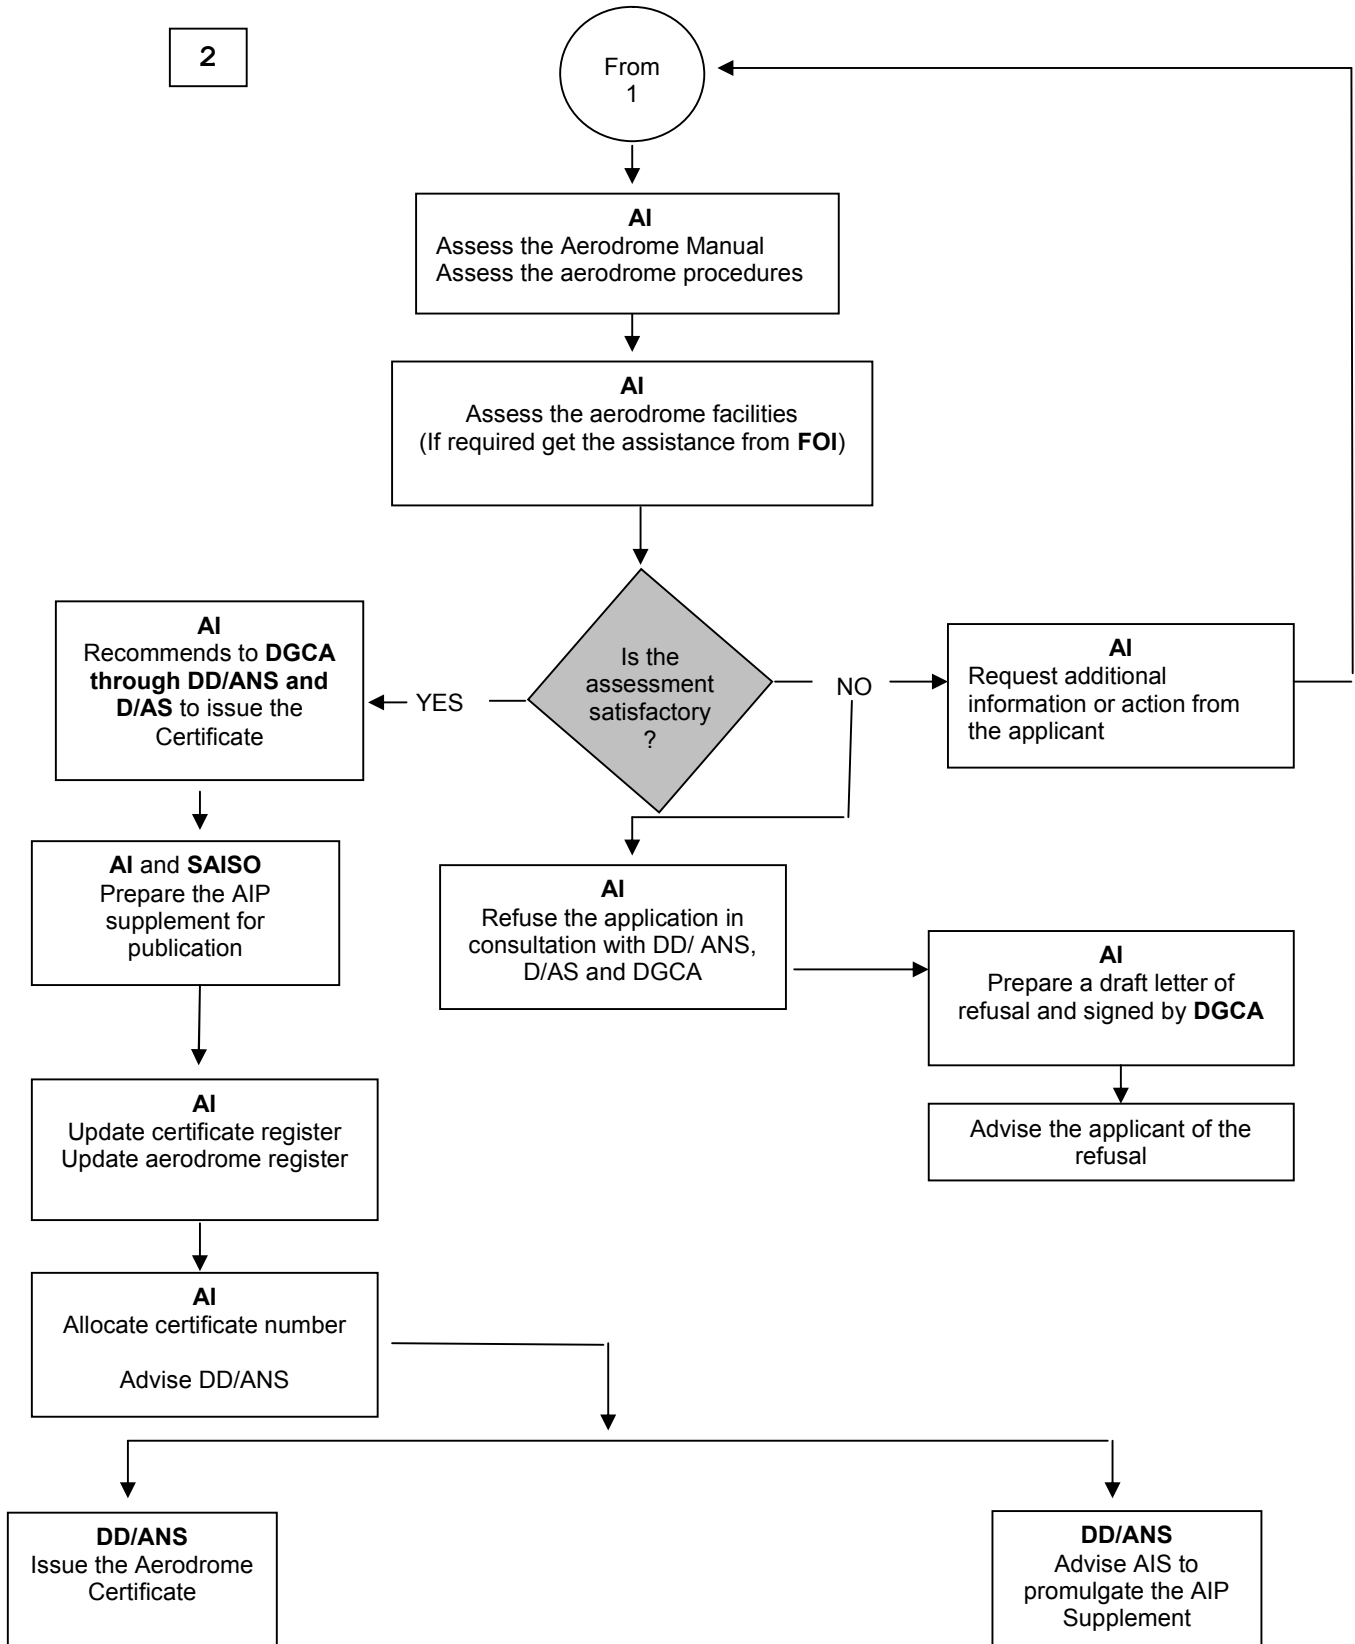 2
From
1
AI
Assess the Aerodrome Manual
Assess the aerodrome procedures
AI
Assess the aerodrome facilities
(If required get the assistance from FOI)
Is the
assessment
satisfactory
?
YES
NO
AI
Recommends to DGCA
through DD/ANS and
D/AS to issue the
Certificate
AI
Request additional
information or action from
the applicant
AI and SAISO
Prepare the AIP
supplement for
publication
AI
Refuse the application in
consultation with DD/ ANS,
D/AS and DGCA
AI
Prepare a draft letter of
refusal and signed by DGCA
Advise the applicant of the
refusal
AI
Update certificate register
Update aerodrome register
AI
Allocate certificate number
Advise DD/ANS
DD/ANS
Issue the Aerodrome
Certificate
DD/ANS
Advise AIS to
promulgate the AIP
Supplement